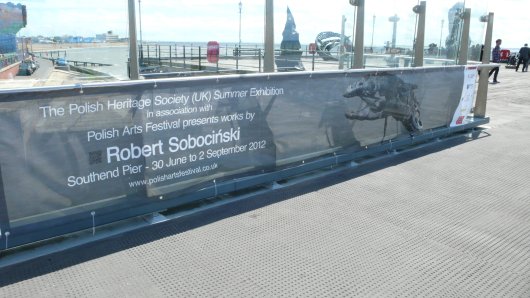 The Polish Heritage Society (UK) Summer Exhibition
in association with
Polish Arts Festival presents works by
Robert Sobociński
Southend Pier - 30 June to 2 September 2012
www.polishartsfestival.co.uk